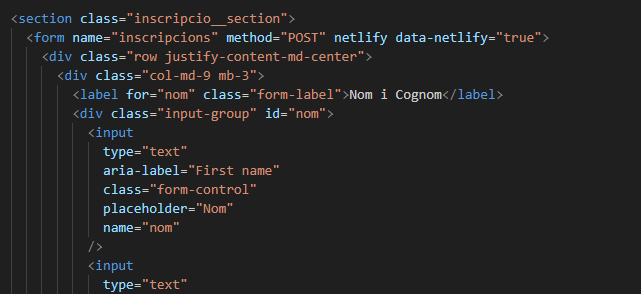 <section class="inscripcio__section">
<form name="inscripcions" method="POST" netlify data-netlify="true">
<div class="row justify-content-md-center">
<div class="col-md-9 mb-3">
<label for="nom" class="form-label">Nom i Cognom</label>
<div class="input-group" id="nom">
<input
type="text"
aria-label="First name"
class="form-control"
placeholder="Nom"
name="nom"
/>
<input
type="text"